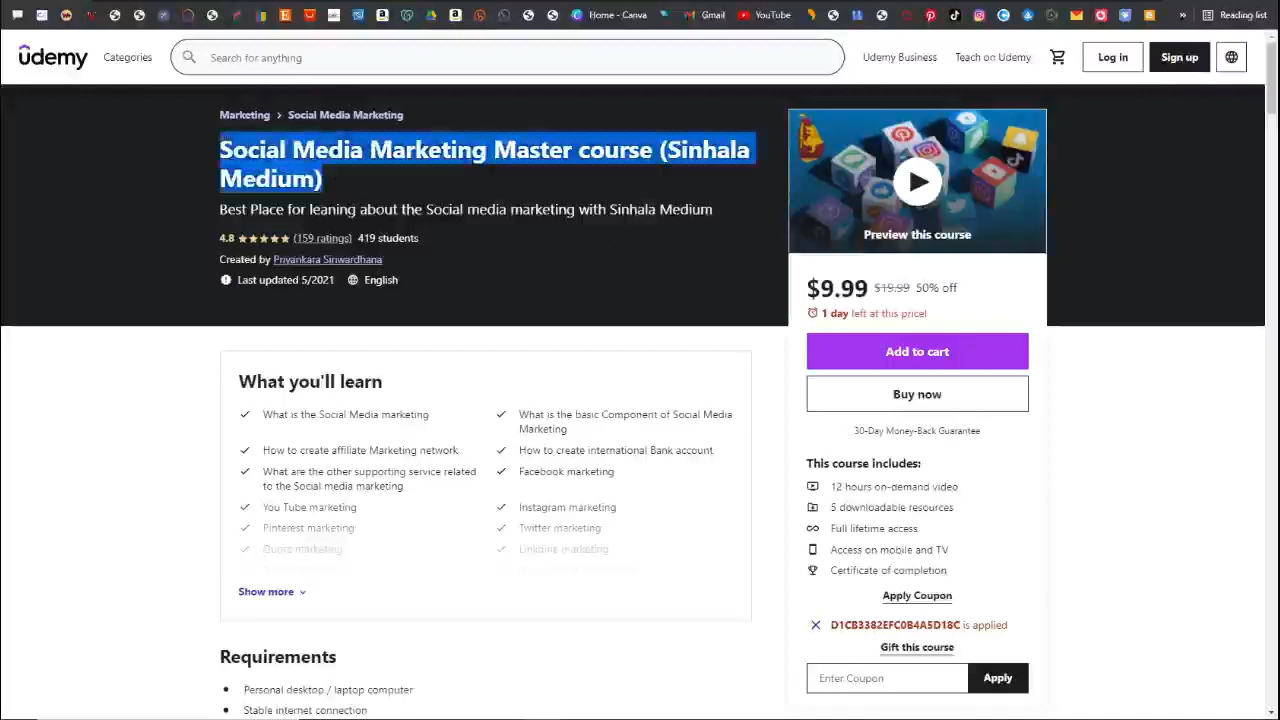 Home - Canva
Gmail
YouTube
Reading list
udemy
Categories
Search for anything
Udemy Business
Teach on Udemy
Log in
Sign up
Marketing
Social Media Marketing
Social Media Marketing Master course (Sinhala
Medium)
Best Place for leaning about the Social media marketing with Sinhala Medium
4.8 (159 ratings) 419 students
Created by Priyankara Siriwardhana
Last updated 5/2021 English
Preview this course
$9.99 $19.99 50% off
1 day left at this price!
Add to cart
Buy now
30-Day Money-Back Guarantee
This course includes:
12 hours on-demand video
5 downloadable resources
Full lifetime access
Access on mobile and TV
Certificate of completion
Apply Coupon
D1CB3382EFC0B4A5D18C is applied
Gift this course
Enter Coupon
Apply
What you'll learn
What is the Social Media marketing
What is the basic Component of Social Media
Marketing
How to create affiliate Marketing network
How to create international Bank account
What are the other supporting service related
to the Social media marketing
Facebook marketing
You Tube marketing
Instagram marketing
Pinterest marketing
Twitter marketing
Quora marketing
Show more
Requirements
Personal desktop / laptop computer
Stable internet connection